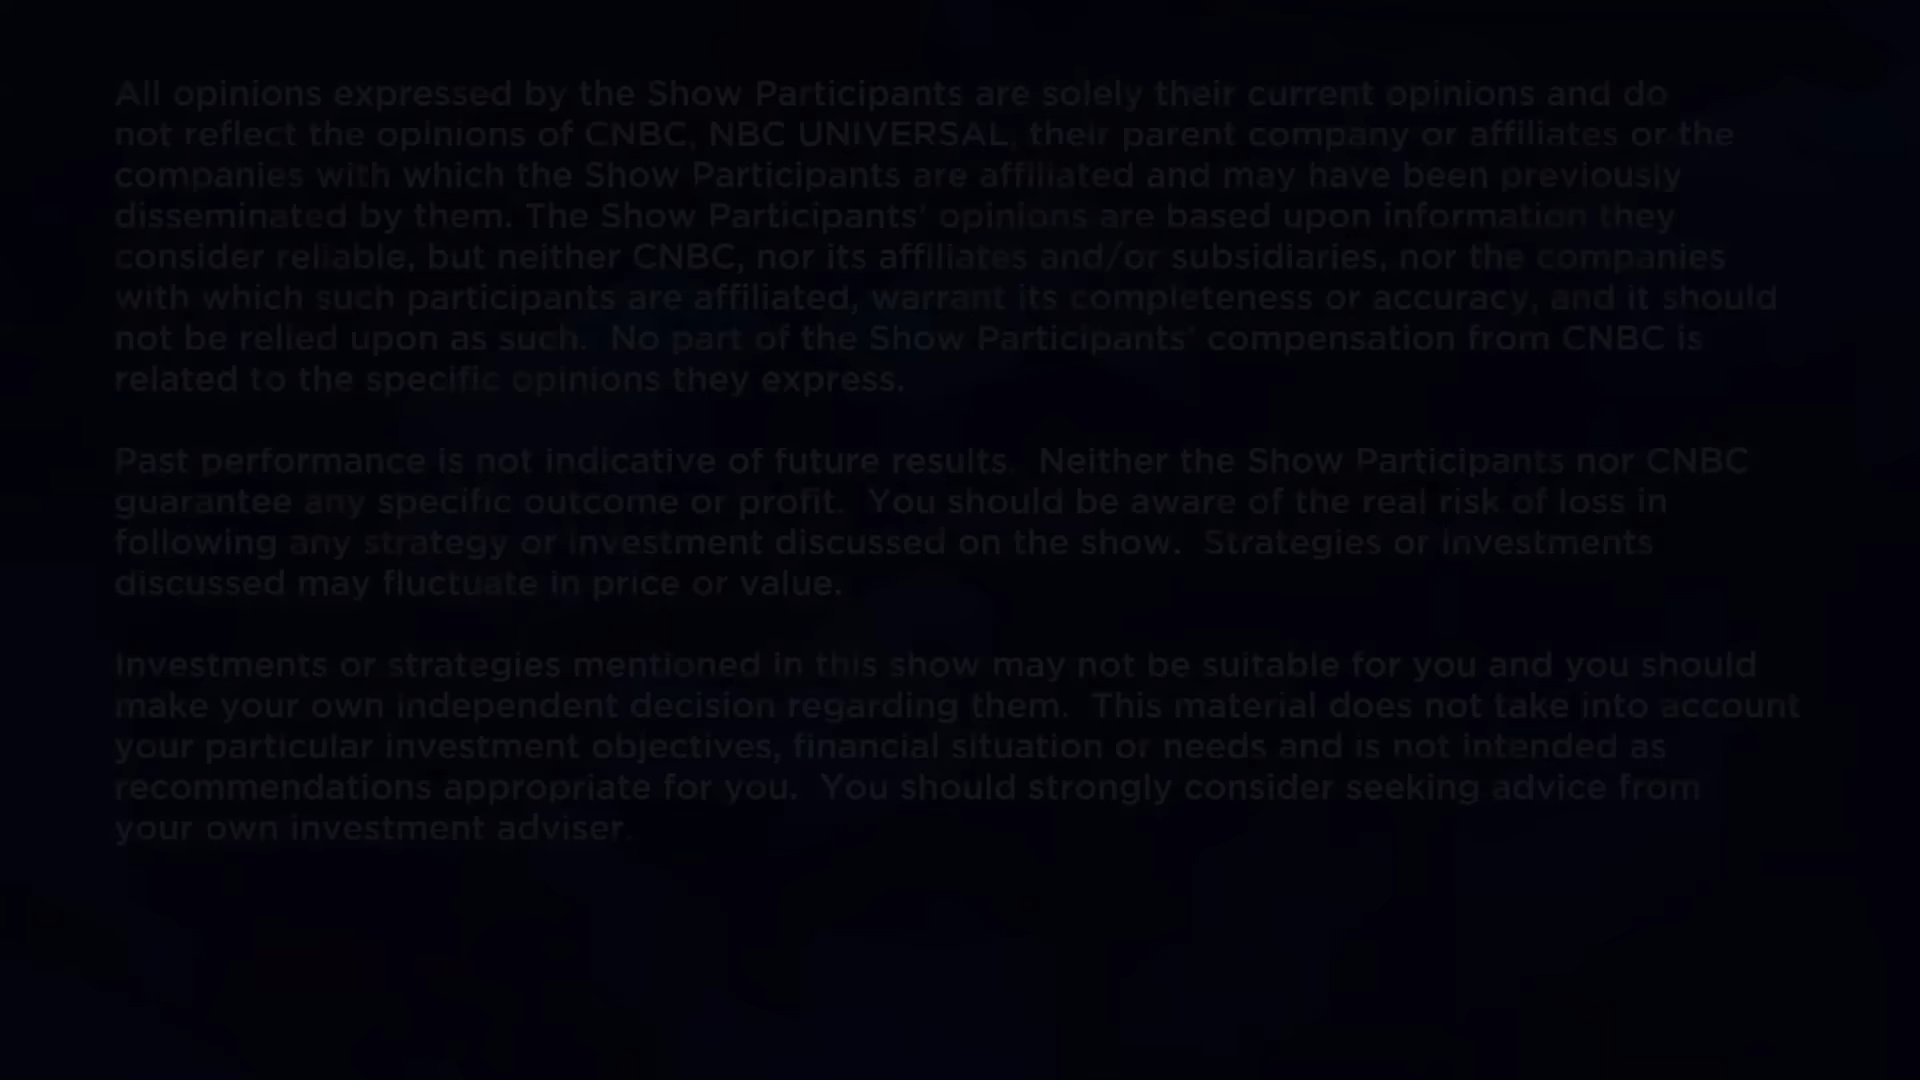 All opinions expressed by the Show Participants are solely their current opinions and do
not reflect the opinions of CNBC, NBC UNIVERSAL, their parent company or affiliates or the
companies with which the Show Participants are affiliated and may have been previously
disseminated by them. The Show Participants' opinions are based upon information they
consider reliable, but neither CNBC, nor its affiliates and/or subsidiaries, nor the companies
with which such participants are affiliated, warrant its completeness or accuracy, and it should
not be relied upon as such. No part of the Show Participants' compensation from CNBC is
related to the specific opinions they express.
Past performance is not indicative of future results. Neither the Show Participants nor CNBC
guarantee any specific outcome or profit. You should be aware of the real risk of loss in
following any strategy or investment discussed on the show. Strategies or investments
discussed may fluctuate in price or value.
Investments or strategies mentioned in this show may not be suitable for you and you should
make your own independent decision regarding them. This material does not take into account
your particular investment objectives, financial situation or needs and is not intended as
recommendations appropriate for you. You should strongly consider seeking advice from
your own investment adviser.